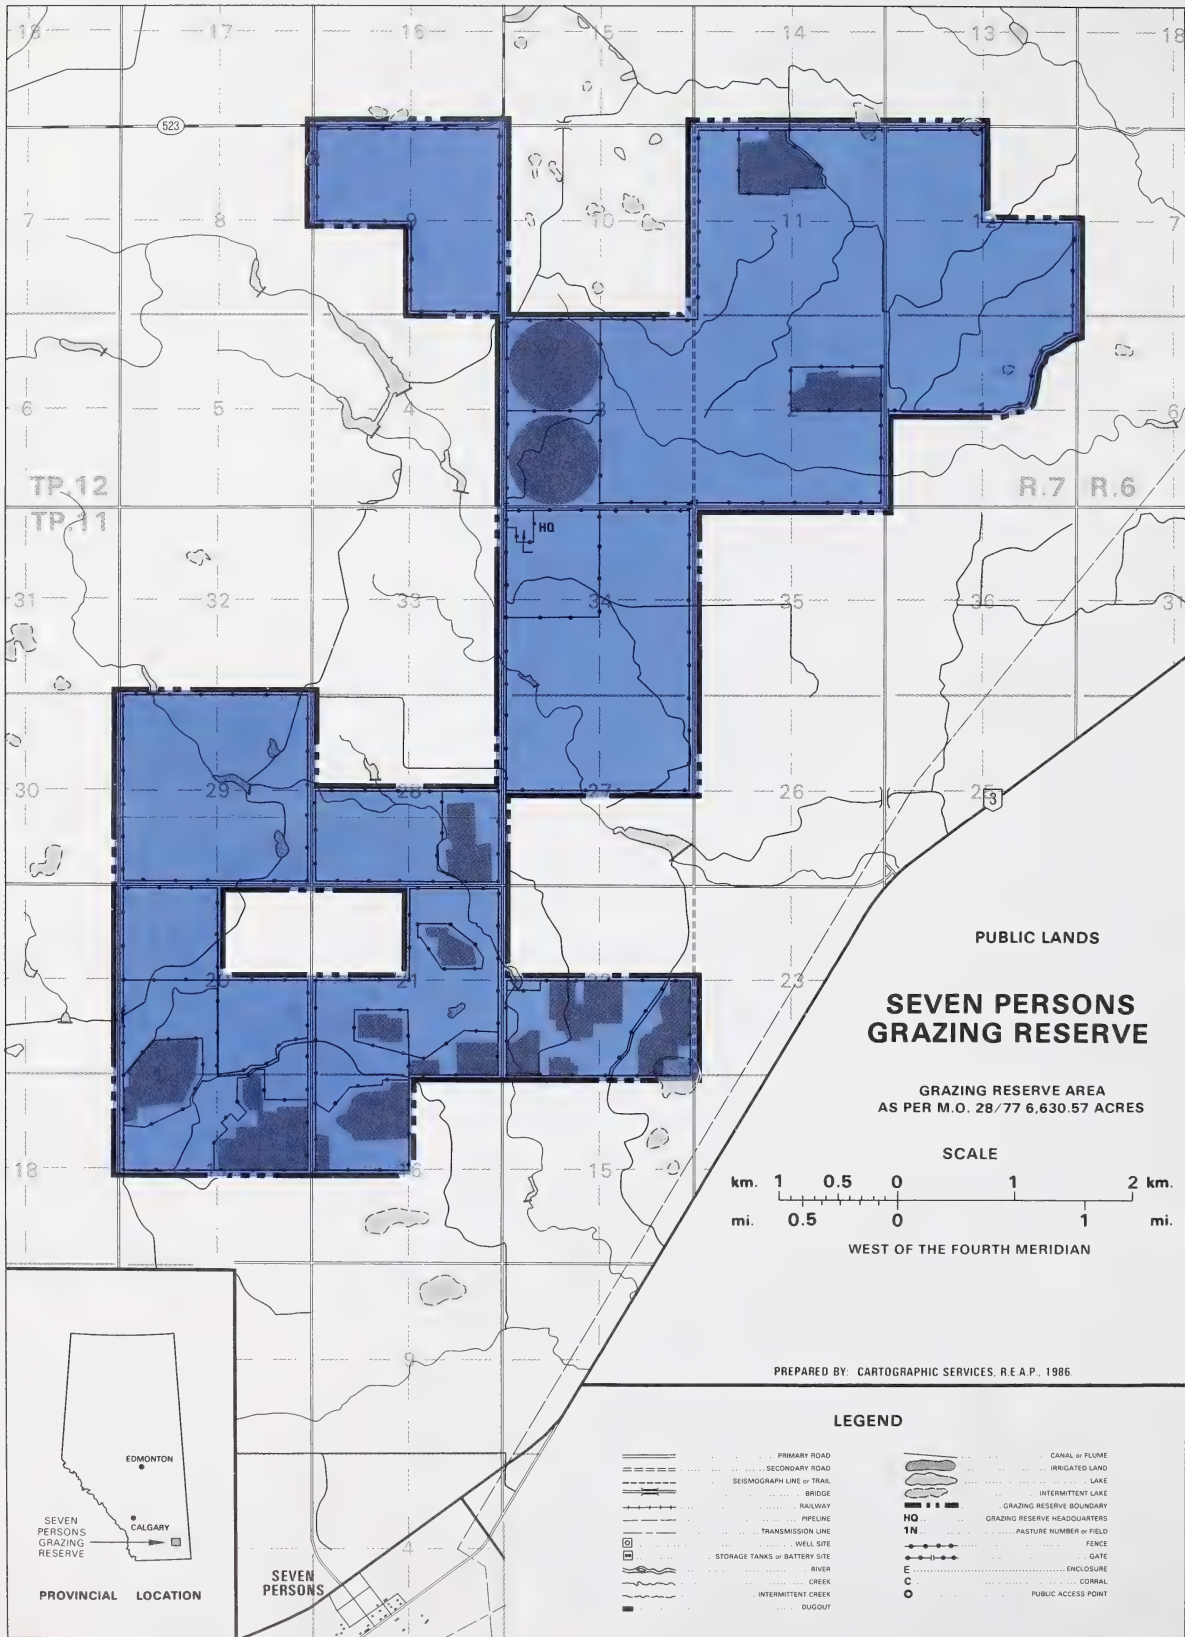 18 17 16 15 14 13 18
523
7 8 9 10 11 12 7
6 5 4 3 2 1 6
TP.12 R.7 R.6
TP.11
HQ
31 32 33 34 35 36 31
30 29 28 27 26 25
3
20 21 22 23
18 16 15
9
4
PUBLIC LANDS
SEVEN PERSONS
GRAZING RESERVE
GRAZING RESERVE AREA
AS PER M.O. 28/77 6,630.57 ACRES
SCALE
km. 1 0.5 0 1 2 km.
mi. 0.5 0 1 mi.
WEST OF THE FOURTH MERIDIAN
PREPARED BY: CARTOGRAPHIC SERVICES, R.E.A.P., 1986.
EDMONTON
CALGARY
SEVEN
PERSONS
GRAZING
RESERVE
PROVINCIAL LOCATION
SEVEN
PERSONS
LEGEND
PRIMARY ROAD
SECONDARY ROAD
SEISMOGRAPH LINE or TRAIL
BRIDGE
RAILWAY
PIPELINE
TRANSMISSION LINE
WELL SITE
STORAGE TANKS or BATTERY SITE
RIVER
CREEK
INTERMITTENT CREEK
DUGOUT
CANAL or FLUME
IRRIGATED LAND
LAKE
INTERMITTENT LAKE
GRAZING RESERVE BOUNDARY
HQ GRAZING RESERVE HEADQUARTERS
1N PASTURE NUMBER or FIELD
FENCE
GATE
E ENCLOSURE
C CORRAL
PUBLIC ACCESS POINT